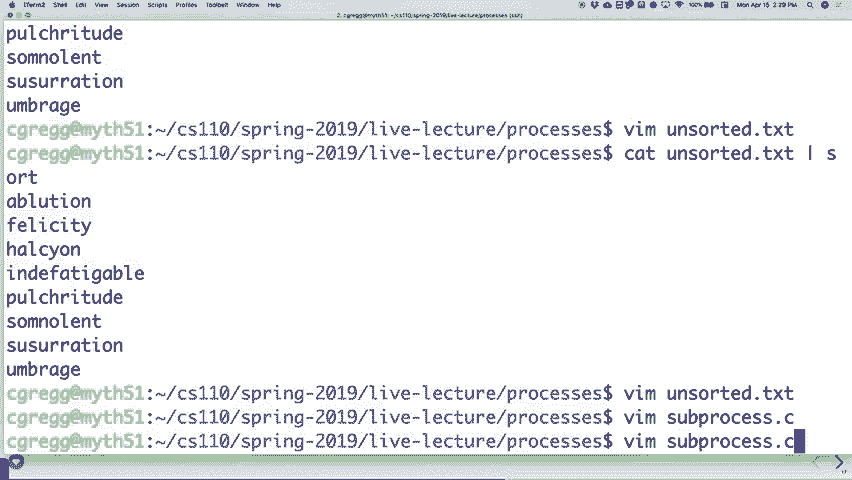 iTerm2 Shell Edit View Session Scripts Profiles Toolbelt Window Help 100% Mon Apr 15 2:29 PM
2. cgregg@myth51: ~/cs110/spring-2019/live-lecture/processes (ssh)
pulchritude
somnolent
susurration
umbrage
cgregg@myth51:~/cs110/spring-2019/live-lecture/processes$ vim unsorted.txt
cgregg@myth51:~/cs110/spring-2019/live-lecture/processes$ cat unsorted.txt | s
ort
ablution
felicity
halcyon
indefatigable
pulchritude
somnolent
susurration
umbrage
cgregg@myth51:~/cs110/spring-2019/live-lecture/processes$ vim unsorted.txt
cgregg@myth51:~/cs110/spring-2019/live-lecture/processes$ vim subprocess.c
cgregg@myth51:~/cs110/spring-2019/live-lecture/processes$ vim subprocess.c